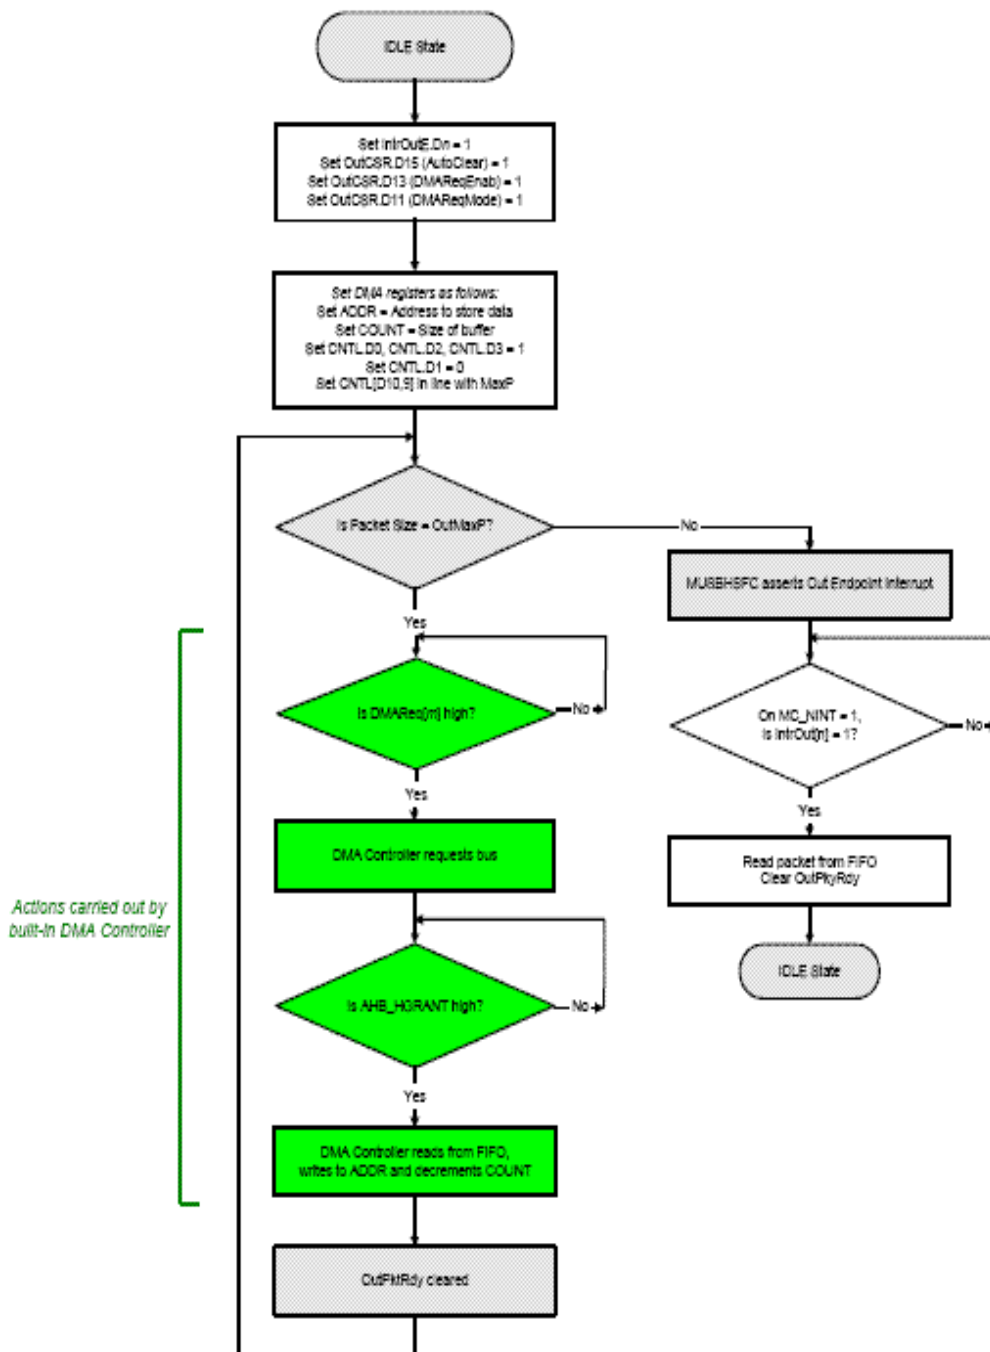 IDLE State
Set IntrOutE.Dn = 1
Set OutCSR.D15 (AutoClear) = 1
Set OutCSR.D13 (DMAReqEnab) = 1
Set OutCSR.D11 (DMAReqMode) = 1
Set DMA registers as follows:
Set ADDR = Address to store data
Set COUNT = Size of buffer
Set CNTL.D0, CNTL.D2, CNTL.D3 = 1
Set CNTL.D1 = 0
Set CNTL[D10,9] in line with MaxP
Is Packet Size = OutMaxP?
No
MUSBHSFC asserts Out Endpoint Interrupt
Yes
Is DMAReq[m] high?
No
On MC_NINT = 1,
is IntrOut[n] = 1?
No
Yes
Yes
DMA Controller requests bus
Read packet from FIFO
Clear OutPkyRdy
Actions carried out by
built-in DMA Controller
IDLE State
Is AHB_HGRANT high?
No
Yes
DMA Controller reads from FIFO,
writes to ADDR and decrements COUNT
OutPktRdy cleared